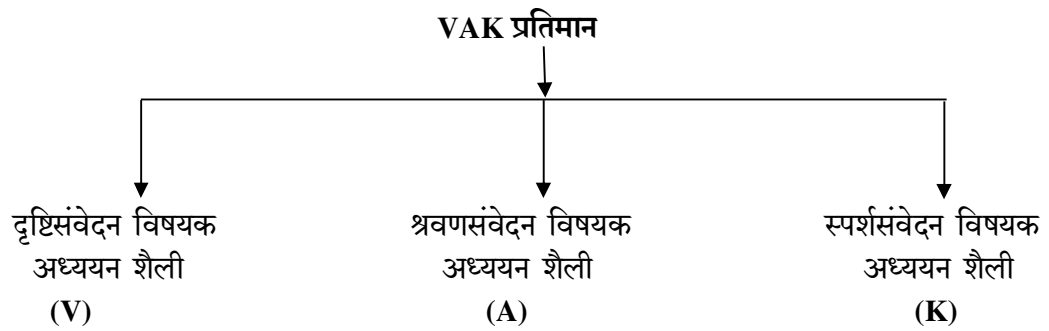 VAK प्रतिमान
दृष्टिसंवेदन विषयक
अध्ययन शैली
(V)
श्रवणसंवेदन विषयक
अध्ययन शैली
(A)
स्पर्शसंवेदन विषयक
अध्ययन शैली
(K)